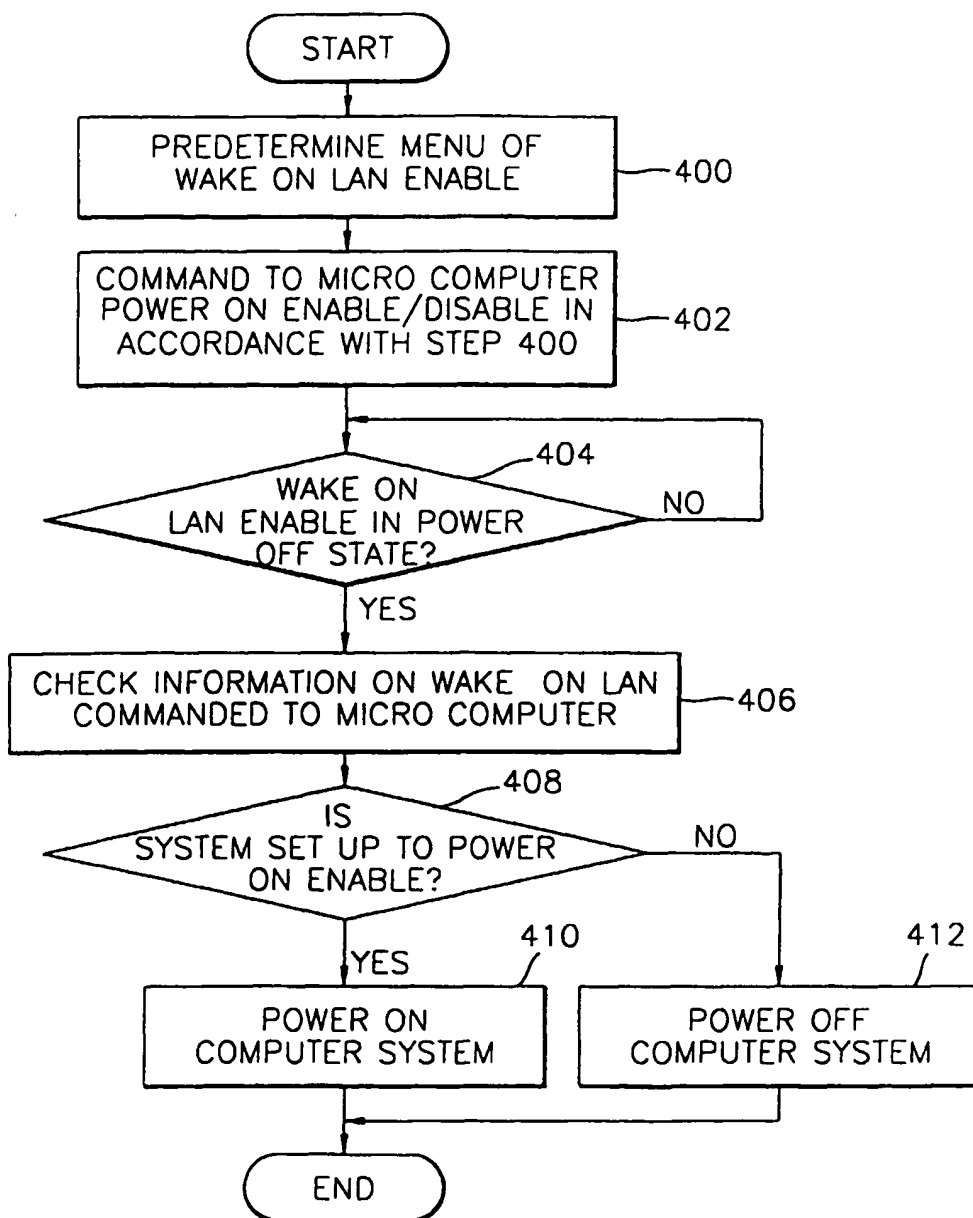 START
PREDETERMINE MENU OF
WAKE ON LAN ENABLE
400
COMMAND TO MICRO COMPUTER
POWER ON ENABLE/DISABLE IN
ACCORDANCE WITH STEP 400
402
404
WAKE ON
LAN ENABLE IN POWER
OFF STATE?
NO
YES
CHECK INFORMATION ON WAKE ON LAN
COMMANDED TO MICRO COMPUTER
406
408
IS
SYSTEM SET UP TO POWER
ON ENABLE?
NO
YES
410
412
POWER ON
COMPUTER SYSTEM
POWER OFF
COMPUTER SYSTEM
END